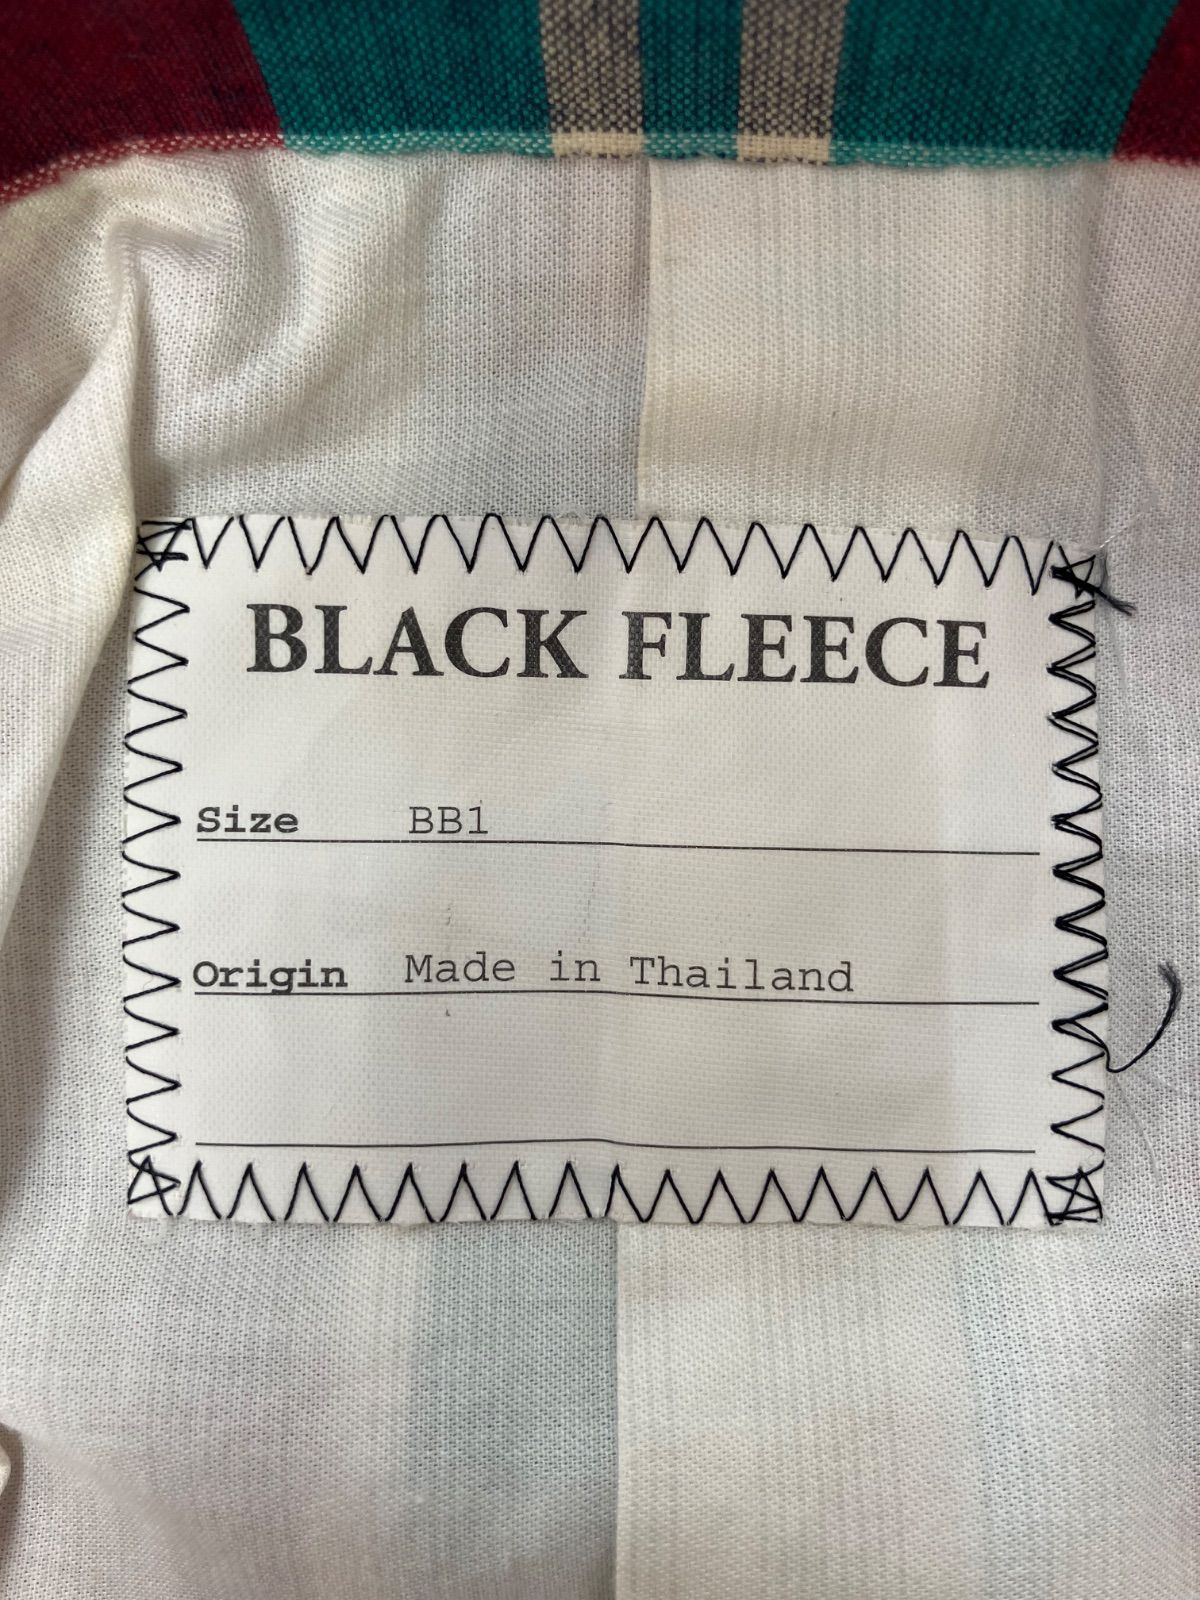 BLACK FLEECE
Size BB1
Origin Made in Thailand